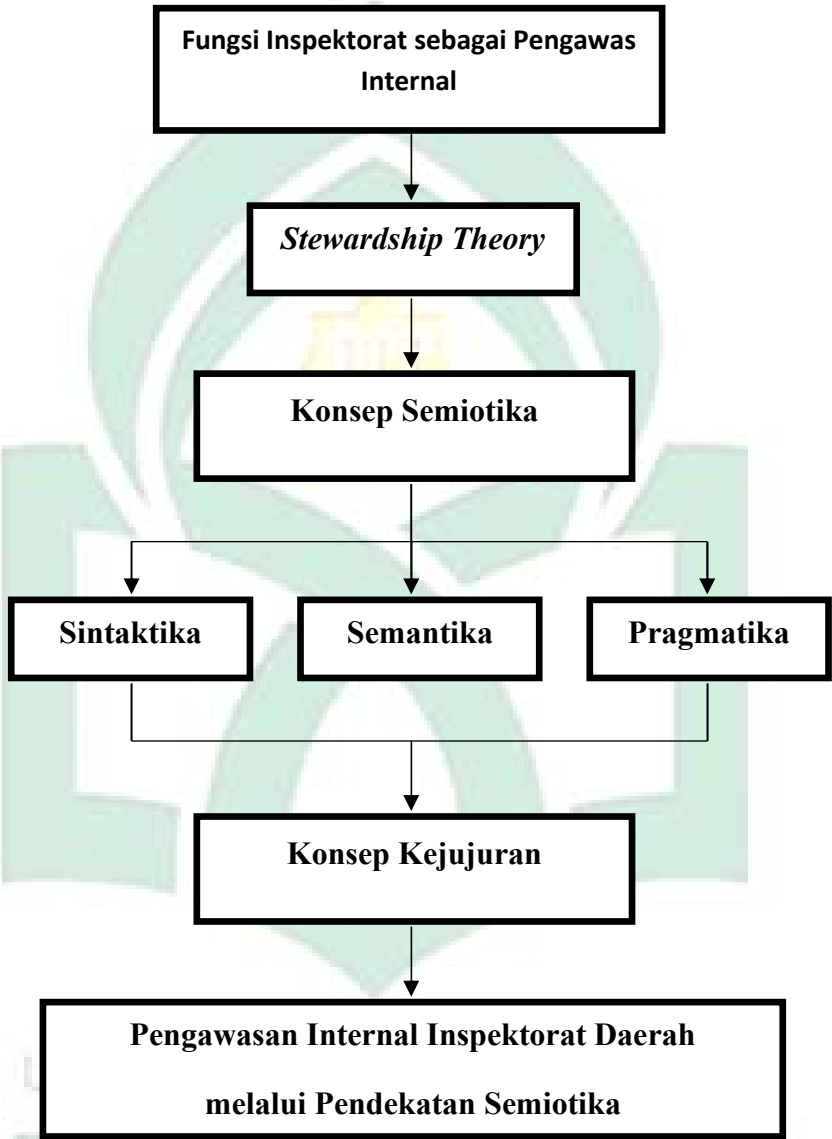 Fungsi Inspektorat sebagai Pengawas
Internal
Stewardship Theory
Konsep Semiotika
Sintaktika
Semantika
Pragmatika
Konsep Kejujuran
Pengawasan Internal Inspektorat Daerah
melalui Pendekatan Semiotika